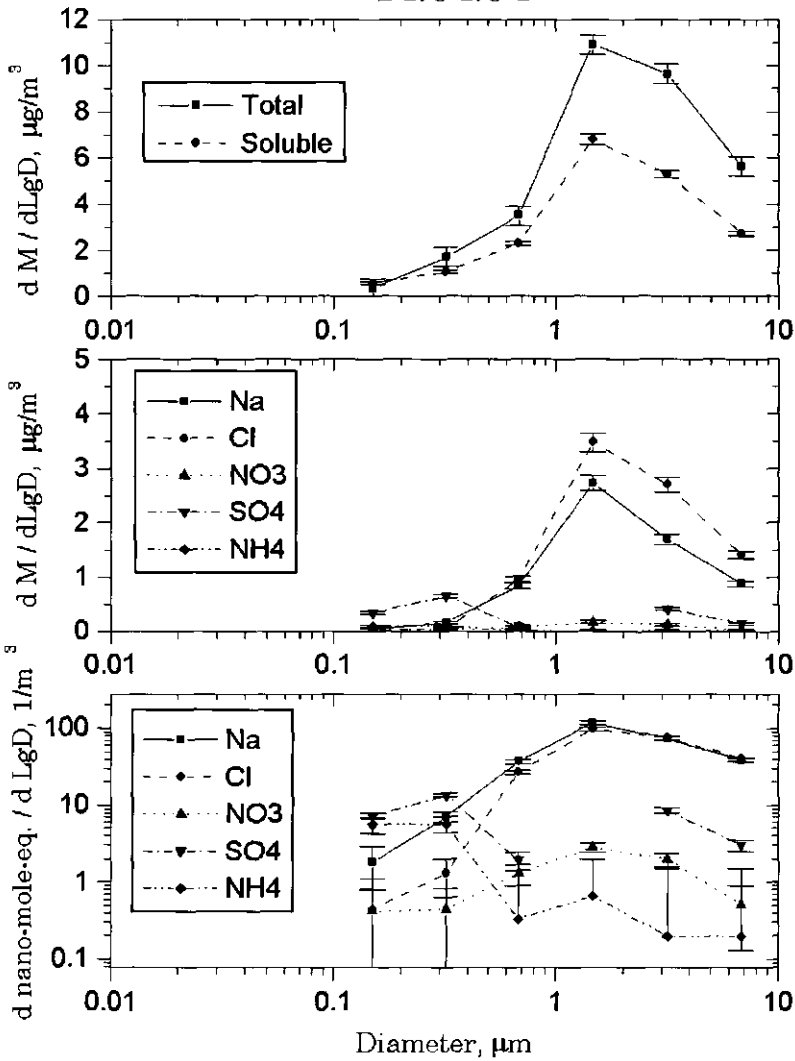 12
10
8
6
4
2
0
d M / dLgD, μg/m³
Total
Soluble
0.01
0.1
1
10
5
4
3
2
1
0
d M / dLgD, μg/m³
Na
Cl
NO3
SO4
NH4
0.01
0.1
1
10
100
10
1
0.1
d nano-mole-eq. / d LgD, 1/m³
Na
Cl
NO3
SO4
NH4
0.01
0.1
1
10
Diameter, μm